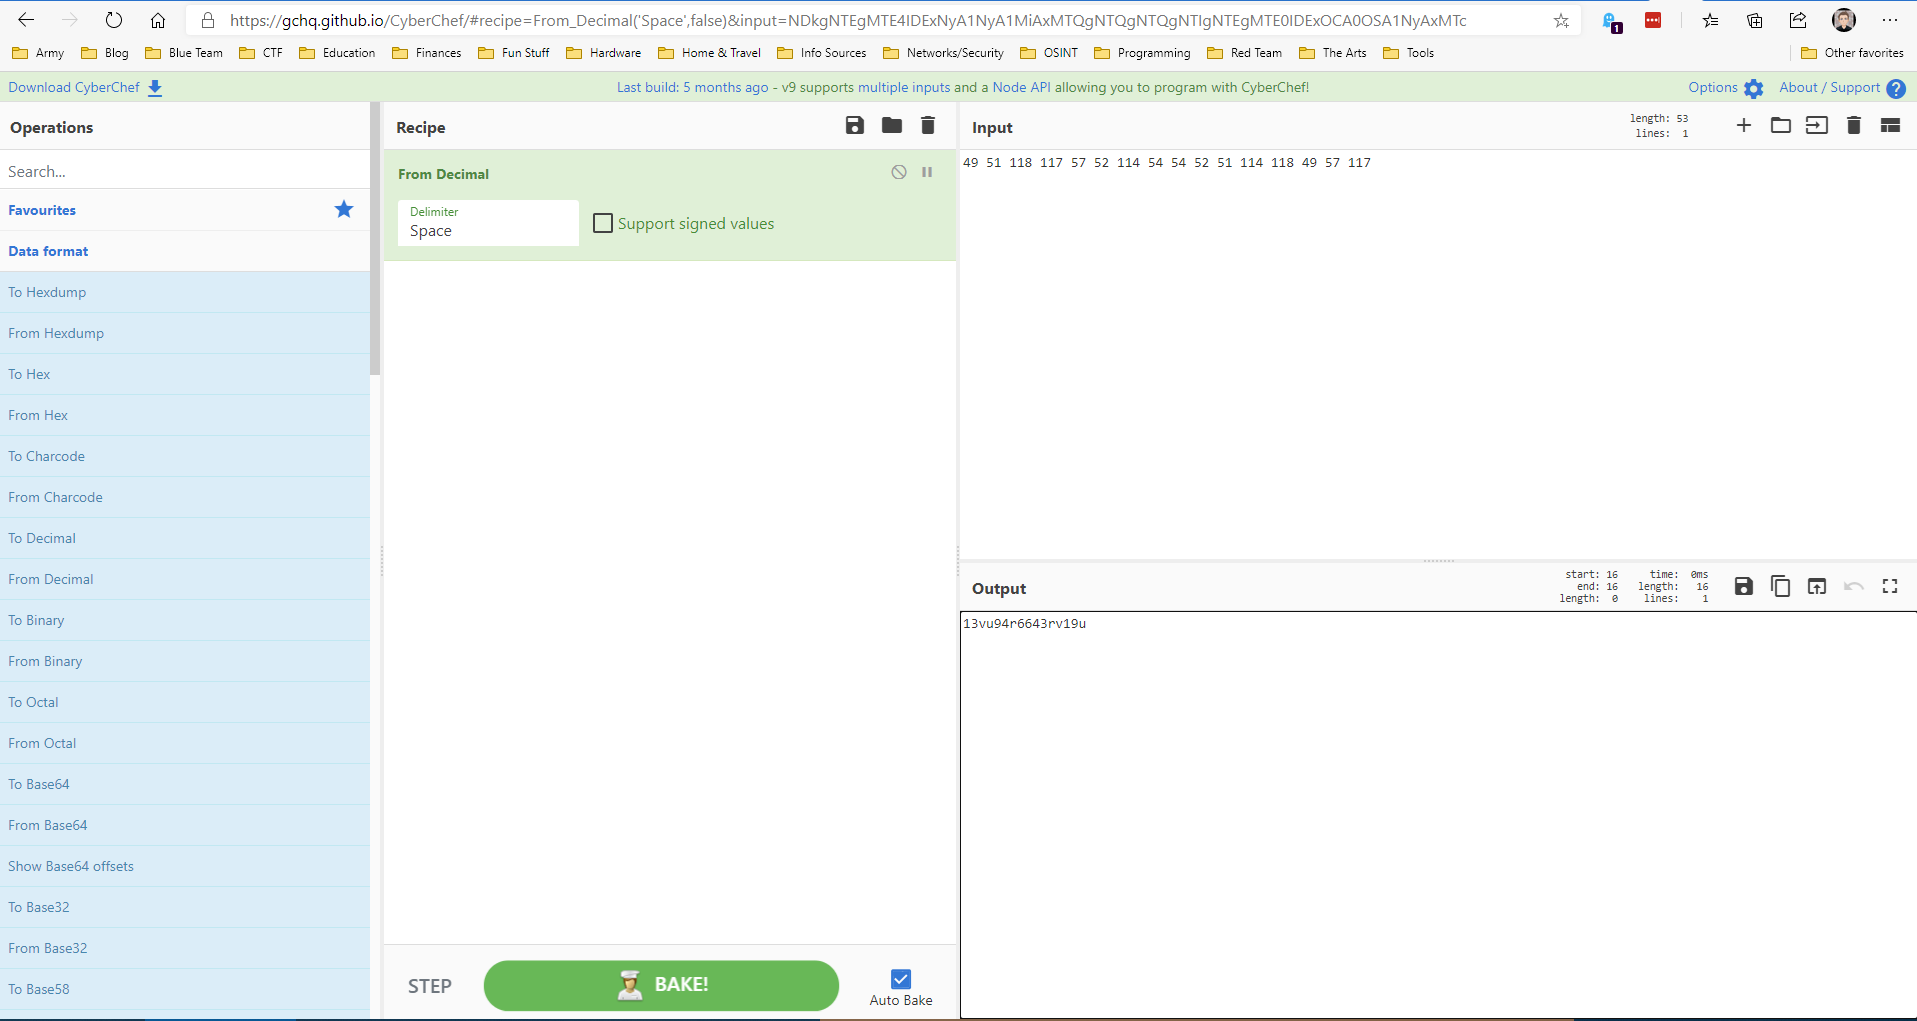 https://gchq.github.io/CyberChef/#recipe=From_Decimal('Space',false)&input=NDkgNTEgMTE4IDExNyA1NyA1MiAxMTQgNTQgNTQgNTIgNTEgMTE0IDExOCA0OSA1NyAxMTc
1
Army Blog Blue Team CTF Education Finances Fun Stuff Hardware Home & Travel Info Sources Networks/Security OSINT Programming Red Team The Arts Tools Other favorites
Download CyberChef Last build: 5 months ago - v9 supports multiple inputs and a Node API allowing you to program with CyberChef! Options About / Support
Operations
Search...
Favourites
Data format
To Hexdump
From Hexdump
To Hex
From Hex
To Charcode
From Charcode
To Decimal
From Decimal
To Binary
From Binary
To Octal
From Octal
To Base64
From Base64
Show Base64 offsets
To Base32
From Base32
To Base58
Recipe
From Decimal
Delimiter
Space
Support signed values
STEP
BAKE!
Auto Bake
Input
length: 53
lines: 1
49 51 118 117 57 52 114 54 54 52 51 114 118 49 57 117
Output
start: 16 time: 0ms
end: 16 length: 16
length: 0 lines: 1
13vu94r6643rv19u